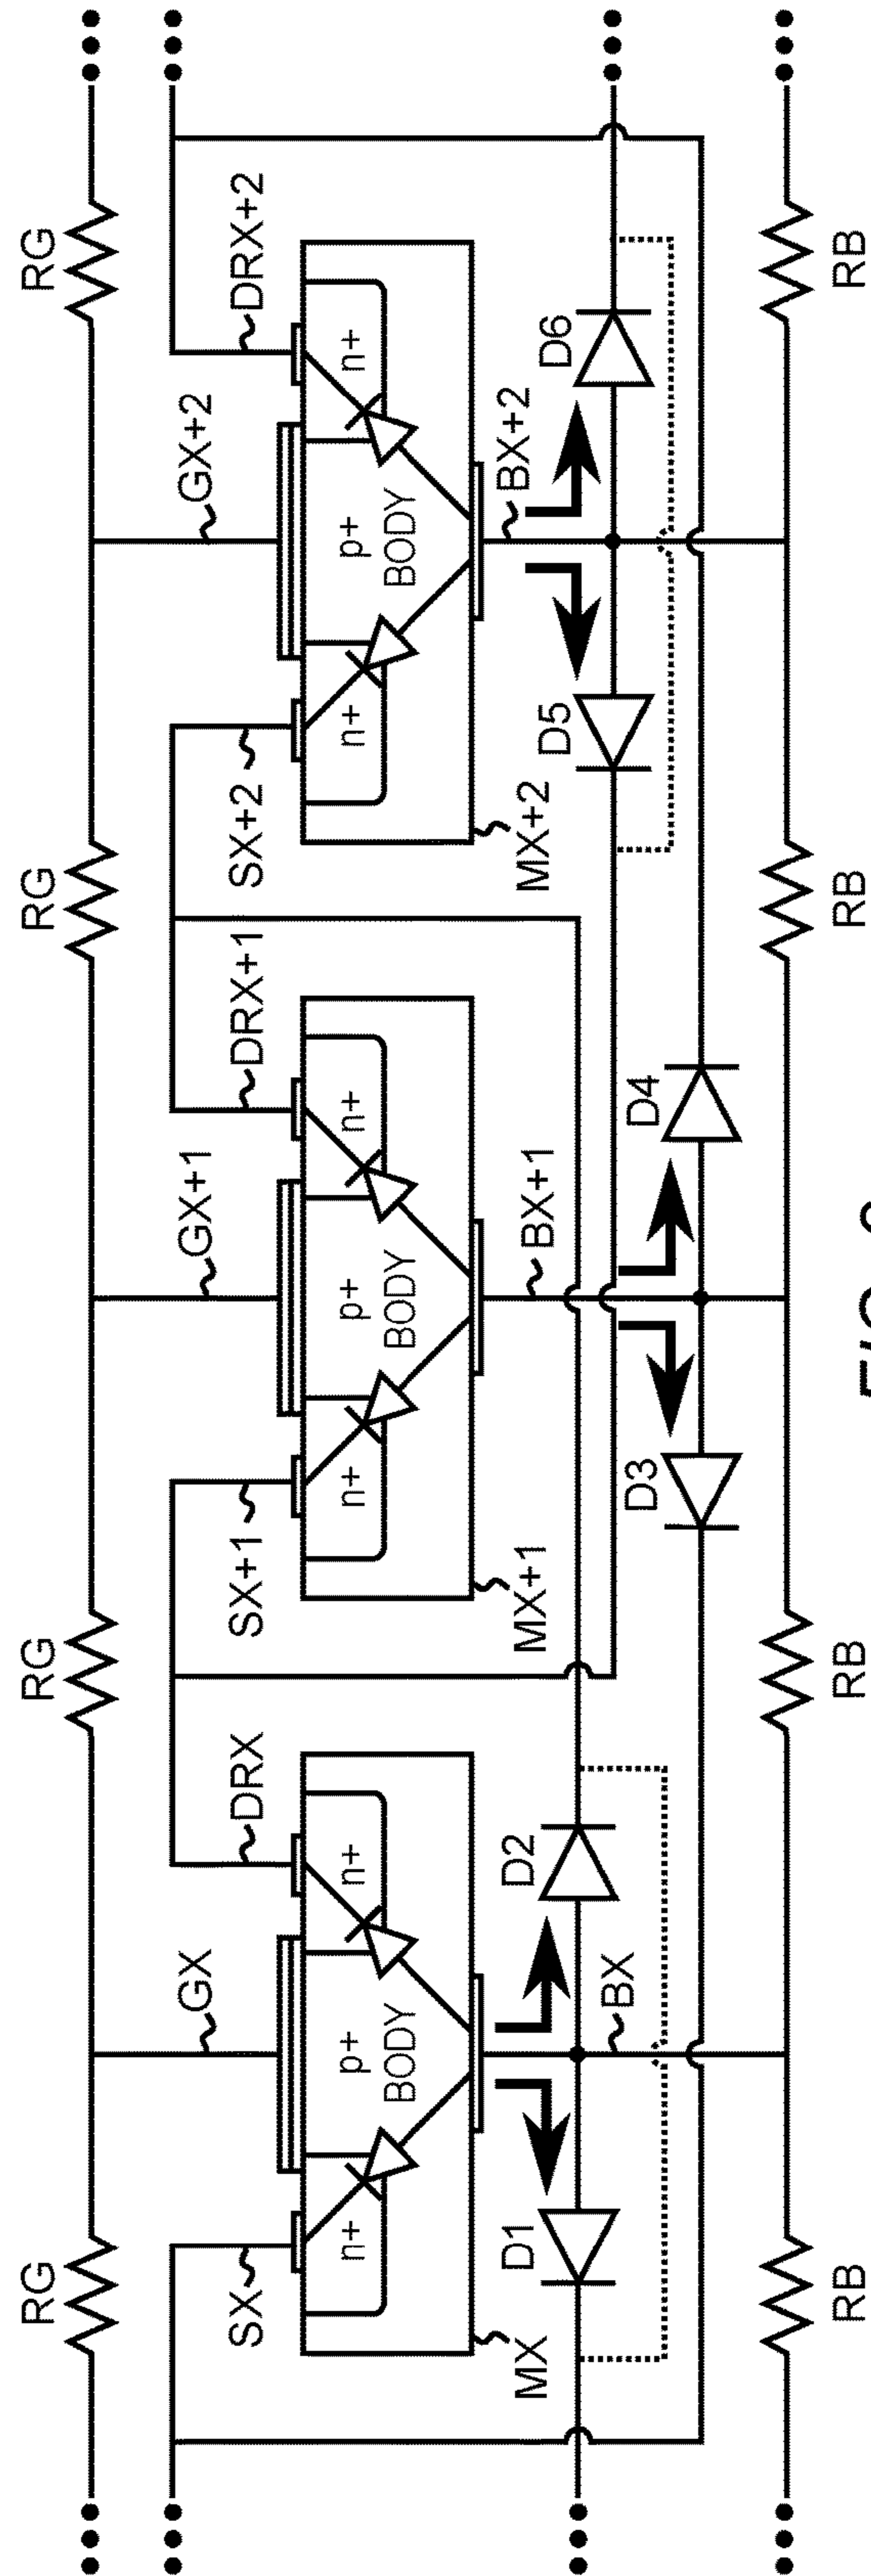 RG
RG
RG
RG
GX
GX+1
GX+2
SX
DRX
SX+1
DRX+1
SX+2
DRX+2
n+
p+
BODY
n+
n+
p+
BODY
n+
n+
p+
BODY
n+
MX
MX+1
MX+2
D1
D2
BX
BX+1
D5
BX+2
D6
D3
D4
RB
RB
RB
RB